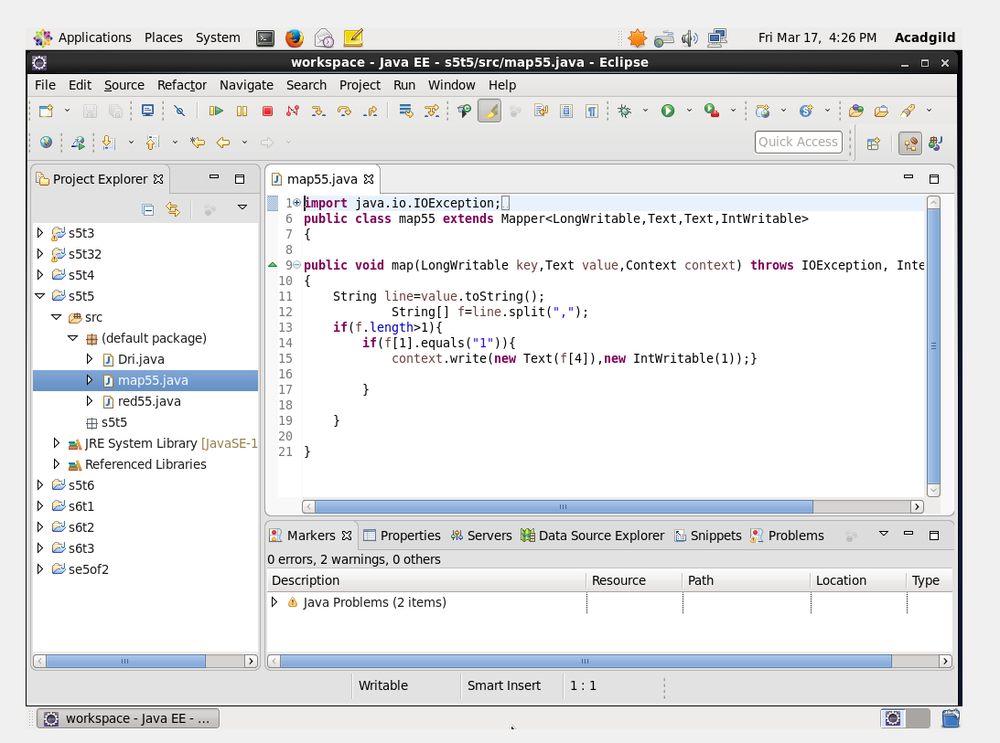 Applications Places System Fri Mar 17, 4:26 PM Acadgild
workspace - Java EE - s5t5/src/map55.java - Eclipse
File Edit Source Refactor Navigate Search Project Run Window Help
Quick Access
Project Explorer
s5t3
s5t32
s5t4
s5t5
src
(default package)
Dri.java
map55.java
red55.java
s5t5
JRE System Library [JavaSE-1
Referenced Libraries
s5t6
s6t1
s6t2
s6t3
se5of2
map55.java
1 import java.io.IOException;
6 public class map55 extends Mapper<LongWritable,Text,Text,IntWritable>
7 {
8
9 public void map(LongWritable key,Text value,Context context) throws IOException, Inte
10 {
11 String line=value.toString();
12 String[] f=line.split(",");
13 if(f.length>1){
14 if(f[1].equals("1")){
15 context.write(new Text(f[4]),new IntWritable(1));}
16
17 }
18
19 }
20
21 }
Markers Properties Servers Data Source Explorer Snippets Problems
0 errors, 2 warnings, 0 others
Description Resource Path Location Type
Java Problems (2 items)
Writable Smart Insert 1 : 1
workspace - Java EE - ...